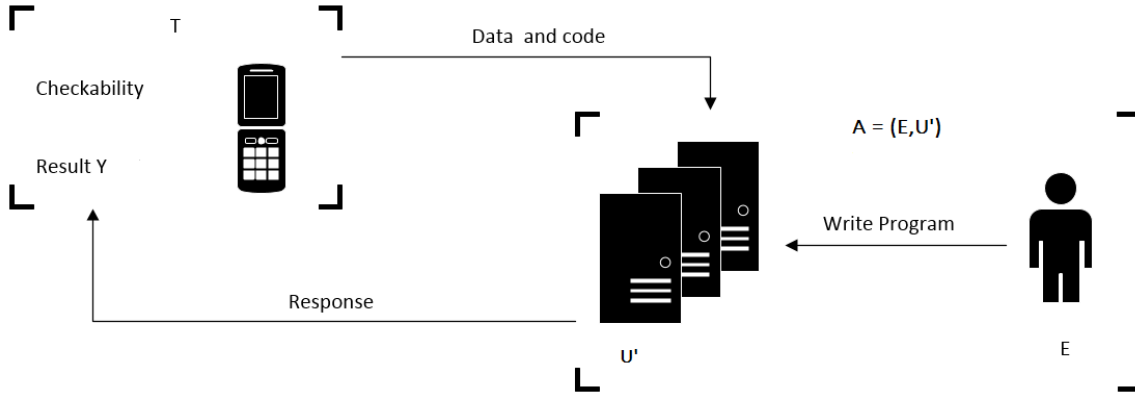 T
Data and code
Checkability
A = (E,U')
Result Y
Write Program
Response
U'
E